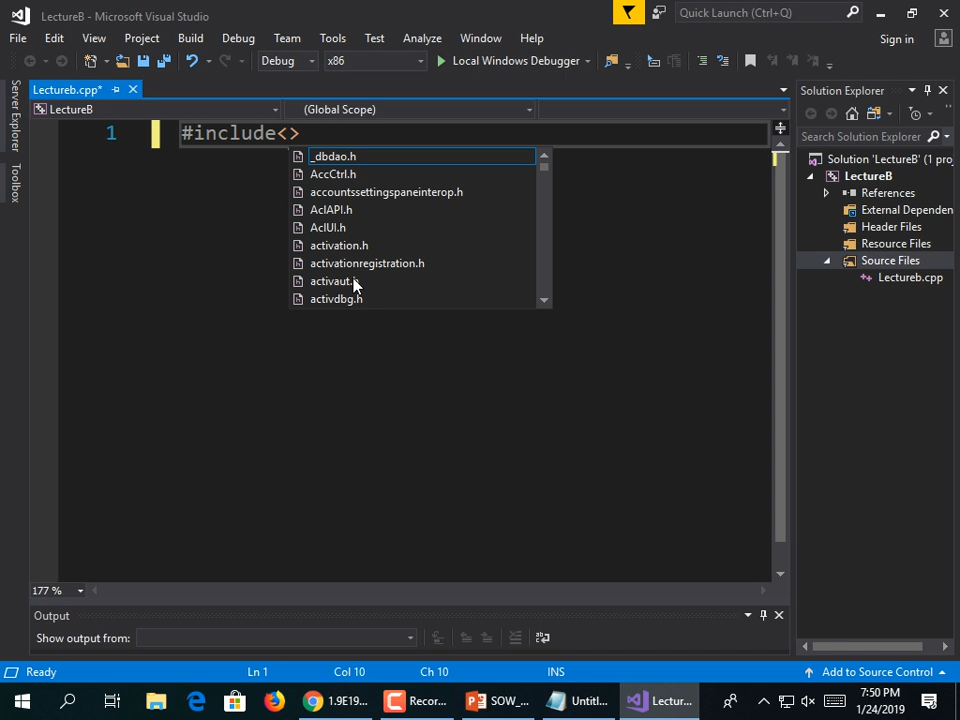 LectureB - Microsoft Visual Studio
Quick Launch (Ctrl+Q)
File Edit View Project Build Debug Team Tools Test Analyze Window Help
Sign in
Debug x86 Local Windows Debugger
Server Explorer
Toolbox
Lectureb.cpp*
LectureB (Global Scope)
1 #include<>
_dbdao.h
AccCtrl.h
accountssettingspaneinterop.h
AclAPI.h
AclUI.h
activation.h
activationregistration.h
activaut.h
activdbg.h
Solution Explorer
Search Solution Explorer
Solution 'LectureB' (1 proj
LectureB
References
External Dependen
Header Files
Resource Files
Source Files
Lectureb.cpp
177 %
Output
Show output from:
Ready Ln 1 Col 10 Ch 10 INS Add to Source Control
1.9E19... Recor... SOW_... Untitl... Lectur...
7:50 PM
1/24/2019